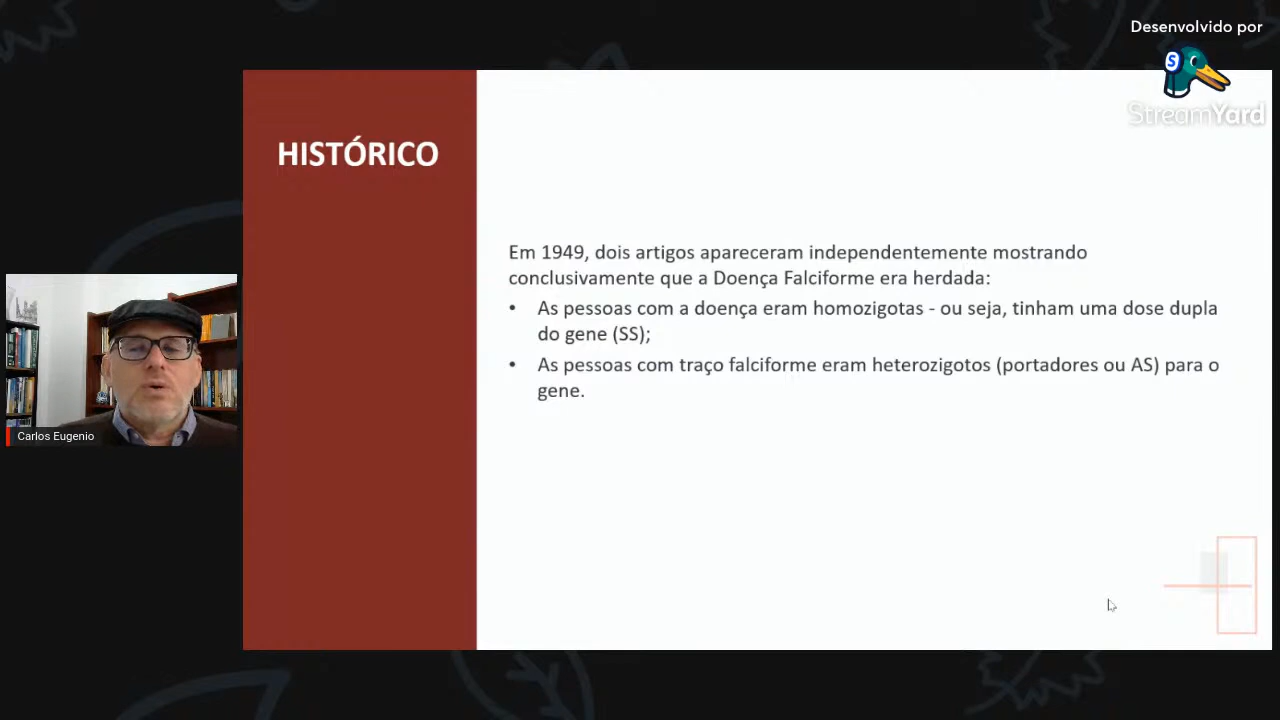 Desenvolvido por
StreamYard
HISTÓRICO
Em 1949, dois artigos apareceram independentemente mostrando
conclusivamente que a Doença Falciforme era herdada:
• As pessoas com a doença eram homozigotas - ou seja, tinham uma dose dupla
do gene (SS);
• As pessoas com traço falciforme eram heterozigotos (portadores ou AS) para o
gene.
Carlos Eugenio